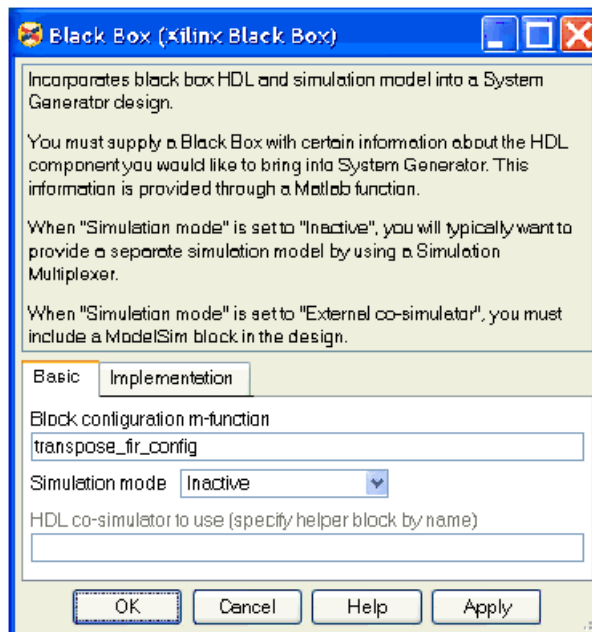 Black Box (Xilinx Black Box)
Incorporates black box HDL and simulation model into a System
Generator design.
You must supply a Black Box with certain information about the HDL
component you would like to bring into System Generator. This
information is provided through a Matlab function.
When "Simulation mode" is set to "Inactive", you will typically want to
provide a separate simulation model by using a Simulation
Multiplexer.
When "Simulation mode" is set to "External co-simulator", you must
include a ModelSim block in the design.
Basic Implementation
Block configuration m-function
transpose_fir_config
Simulation mode Inactive
HDL co-simulator to use (specify helper block by name)
OK Cancel Help Apply